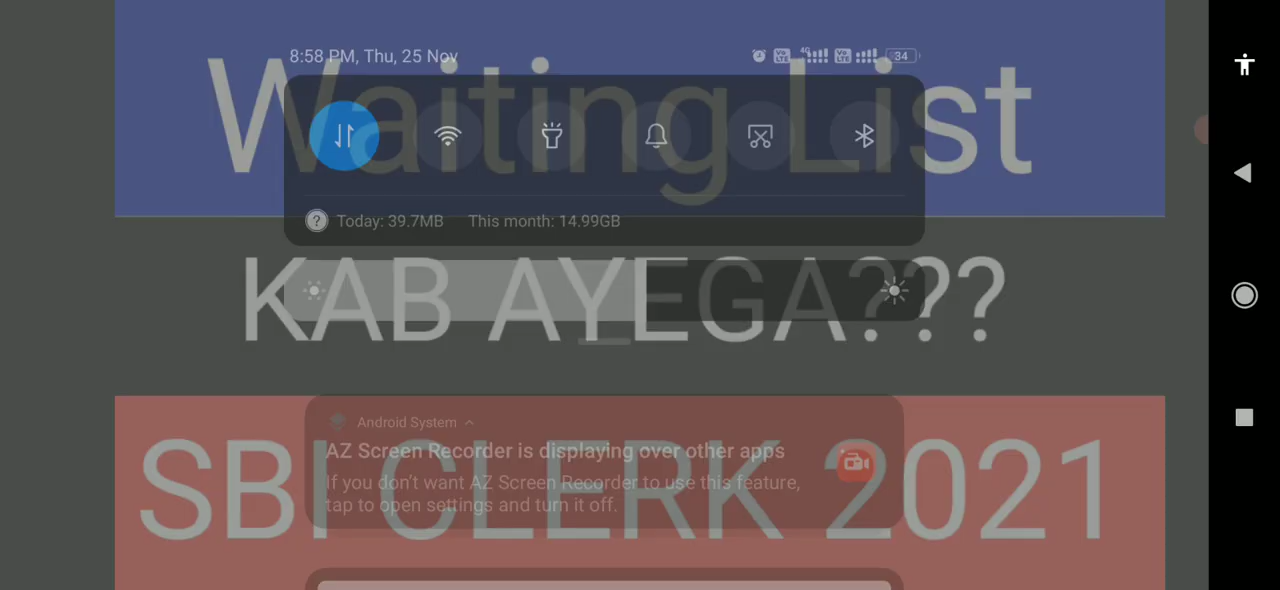 8:58 PM, Thu, 25 Nov
4G
34
Waiting List
Today: 39.7MB This month: 14.99GB
KAB AYEGA???
Android System
AZ Screen Recorder is displaying over other apps
If you don't want AZ Screen Recorder to use this feature,
tap to open settings and turn it off.
SBI CLERK 2021